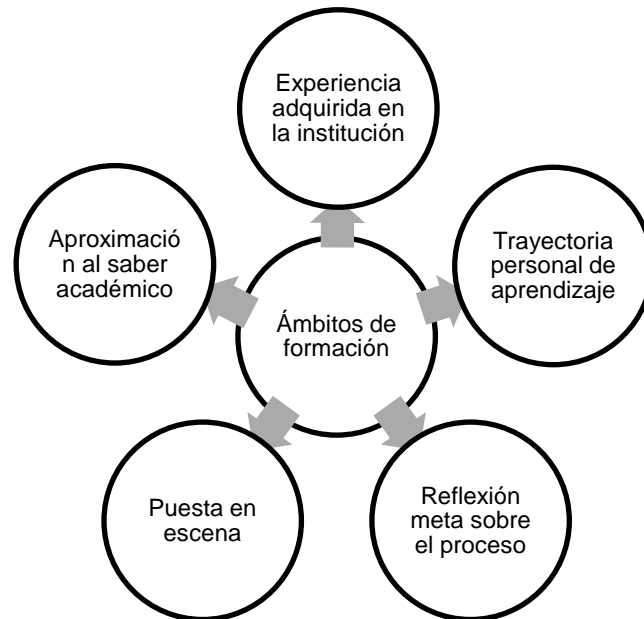 Experiencia
adquirida en
la institución
Aproximació
n al saber
académico
Trayectoria
personal de
aprendizaje
Ámbitos de
formación
Puesta en
escena
Reflexión
meta sobre
el proceso